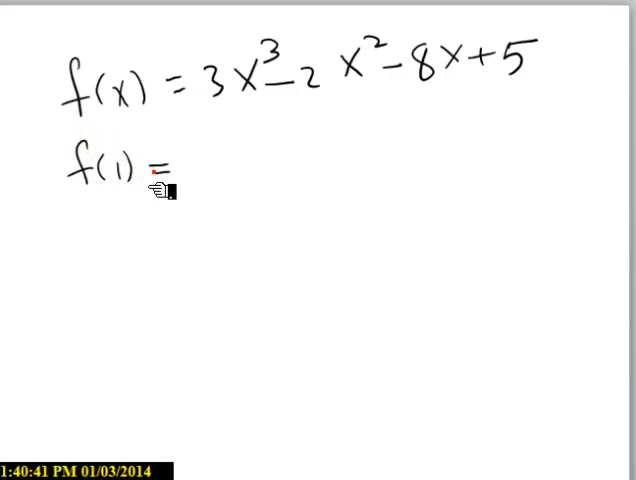 f(x) = 3x³ - 2x² - 8x + 5
f(1) =
1:40:41 PM 01/03/2014